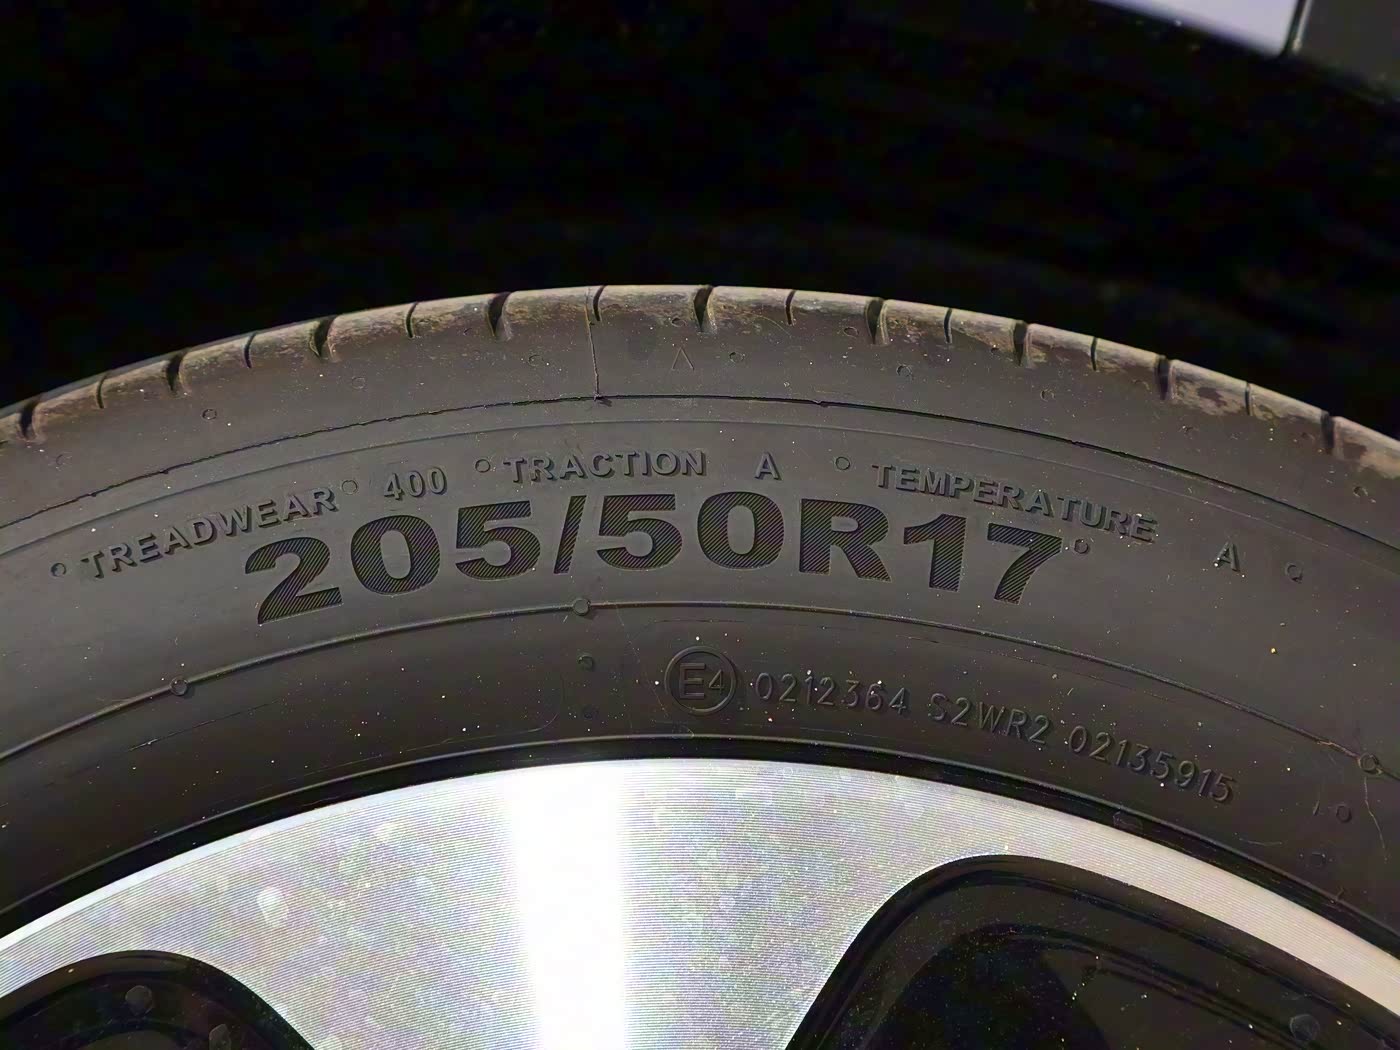 TREADWEAR 400 TRACTION A TEMPERATURE A
205/50R17
E4 0212364 S2WR2 02135915